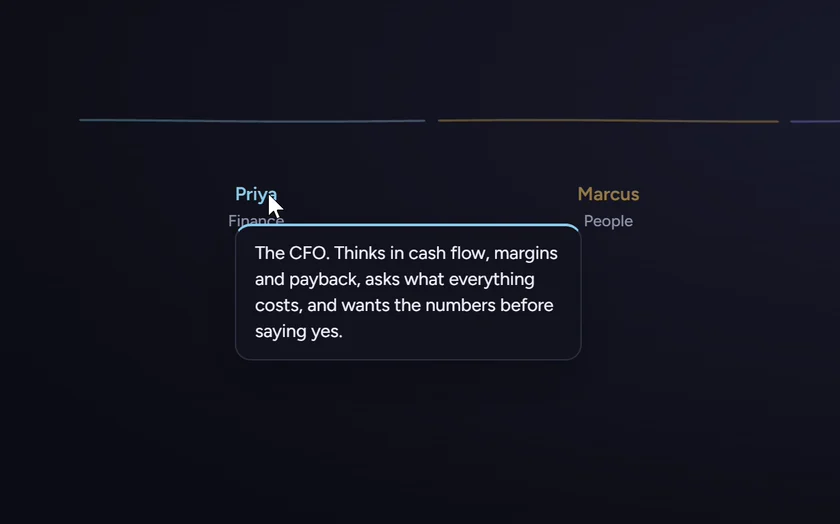 Priya
Marcus
Finance
People
The CFO. Thinks in cash flow, margins
and payback, asks what everything
costs, and wants the numbers before
saying yes.